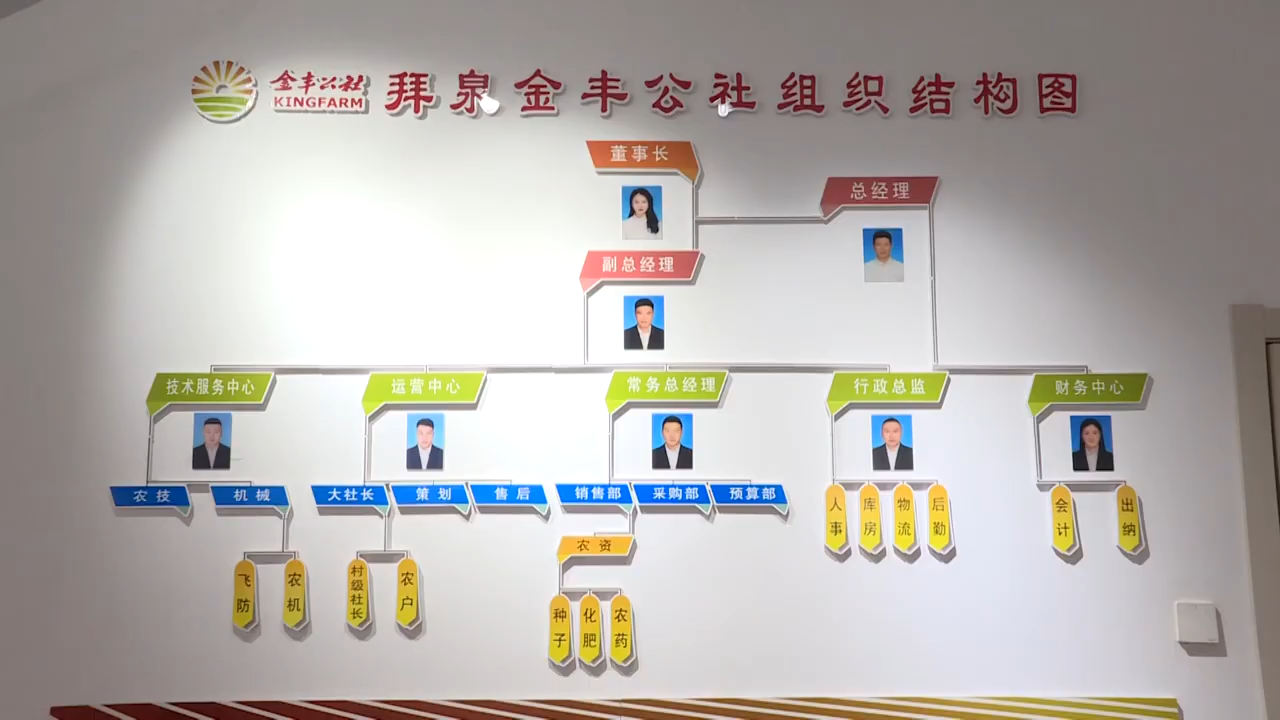 金丰公社
KINGFARM
拜泉金丰公社组织结构图
董事长
总经理
副总经理
技术服务中心
运营中心
常务总经理
行政总监
财务中心
农技
机械
大社长
策划
售后
销售部
采购部
预算部
人事
库房
物流
后勤
会计
出纳
农资
飞防
农机
村级社长
农户
种子
化肥
农药